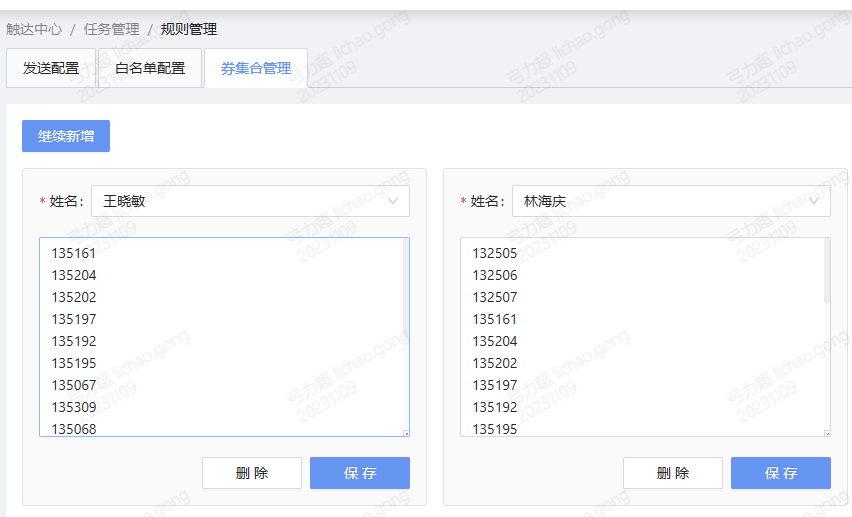 触达中心 / 任务管理 / 规则管理
发送配置 白名单配置 券集合管理
继续新增
* 姓名: 王晓敏
135161
135204
135202
135197
135192
135195
135067
135309
135068
删 除 保 存
* 姓名: 林海庆
132505
132506
132507
135161
135204
135202
135197
135192
135195
删 除 保 存
弓力超 lichao.gong
20231109